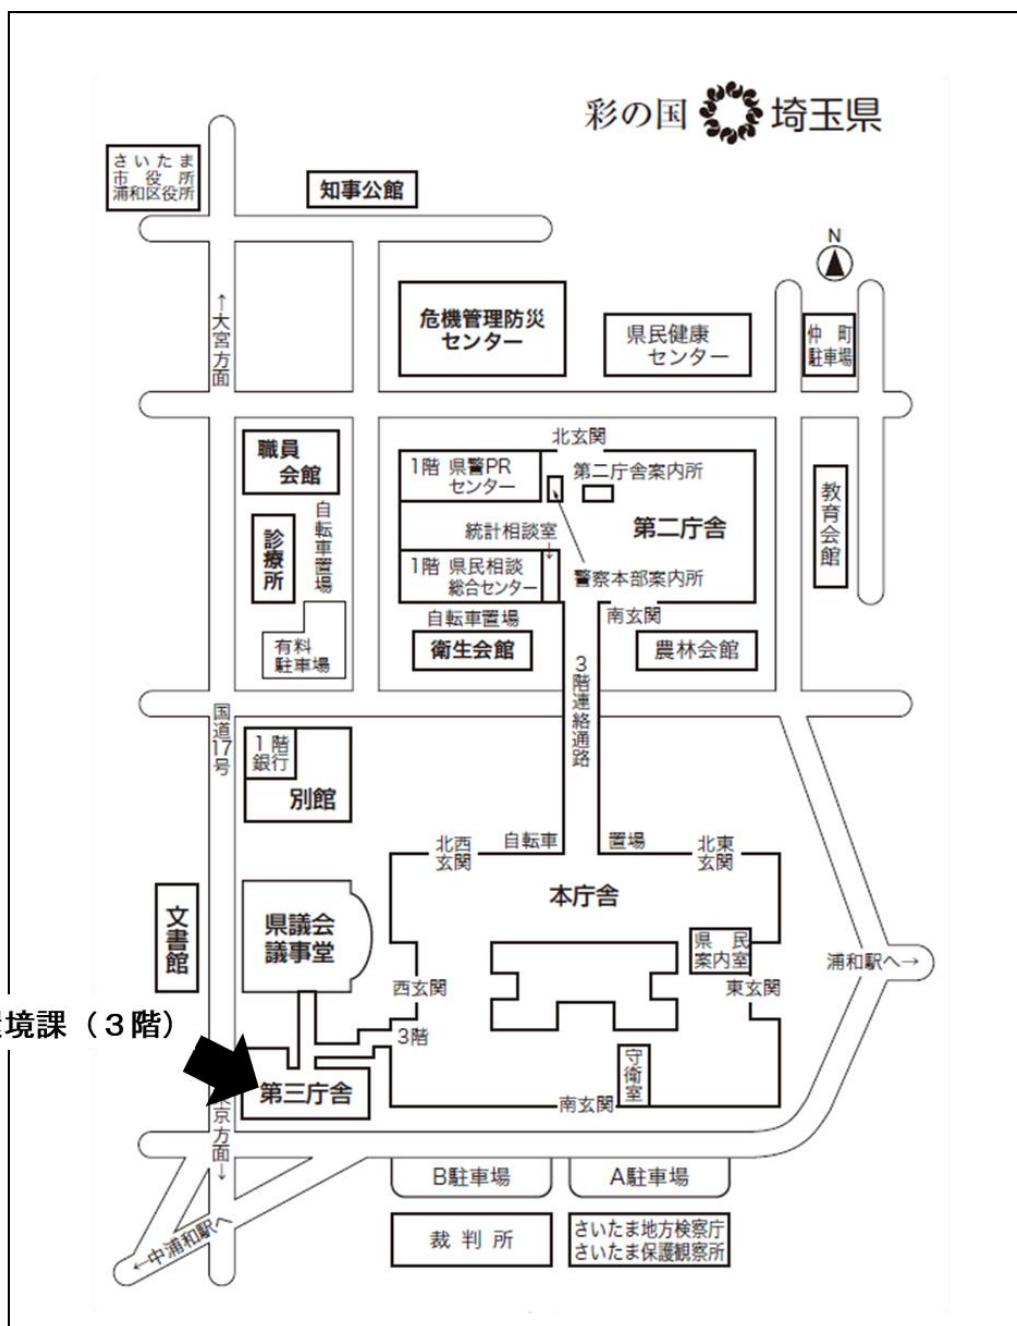 彩の国 埼玉県
さいたま
市役所
浦和区役所
知事公館
N
↑大宮方面
危機管理防災
センター
県民健康
センター
仲町
駐車場
職員
会館
北玄関
1階 県警PR
センター
第二庁舎案内所
自転車置場
診療所
統計相談室
↓
第二庁舎
教育会館
1階 県民相談
総合センター
警察本部案内所
自転車置場
南玄関
有料
駐車場
衛生会館
農林会館
3階連絡通路
国道17号
1階
銀行
別館
北西
玄関
自転車 置場
北東
玄関
本庁舎
文書館
県議会
議事堂
県民
案内室
浦和駅へ→
西玄関
東玄関
境課（３階）
3階
守衛室
第三庁舎
南玄関
京方面↓
B駐車場
A駐車場
←中浦和駅へ
裁判所
さいたま地方検察庁
さいたま保護観察所